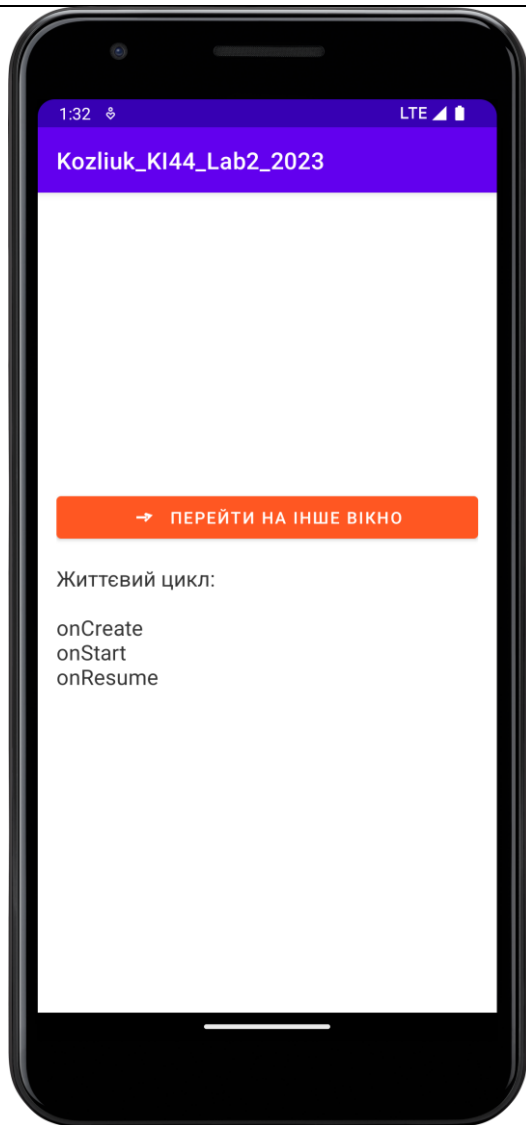 1:32 LTE
Kozliuk_KI44_Lab2_2023
ПЕРЕЙТИ НА ІНШЕ ВІКНО
Життєвий цикл:
onCreate
onStart
onResume